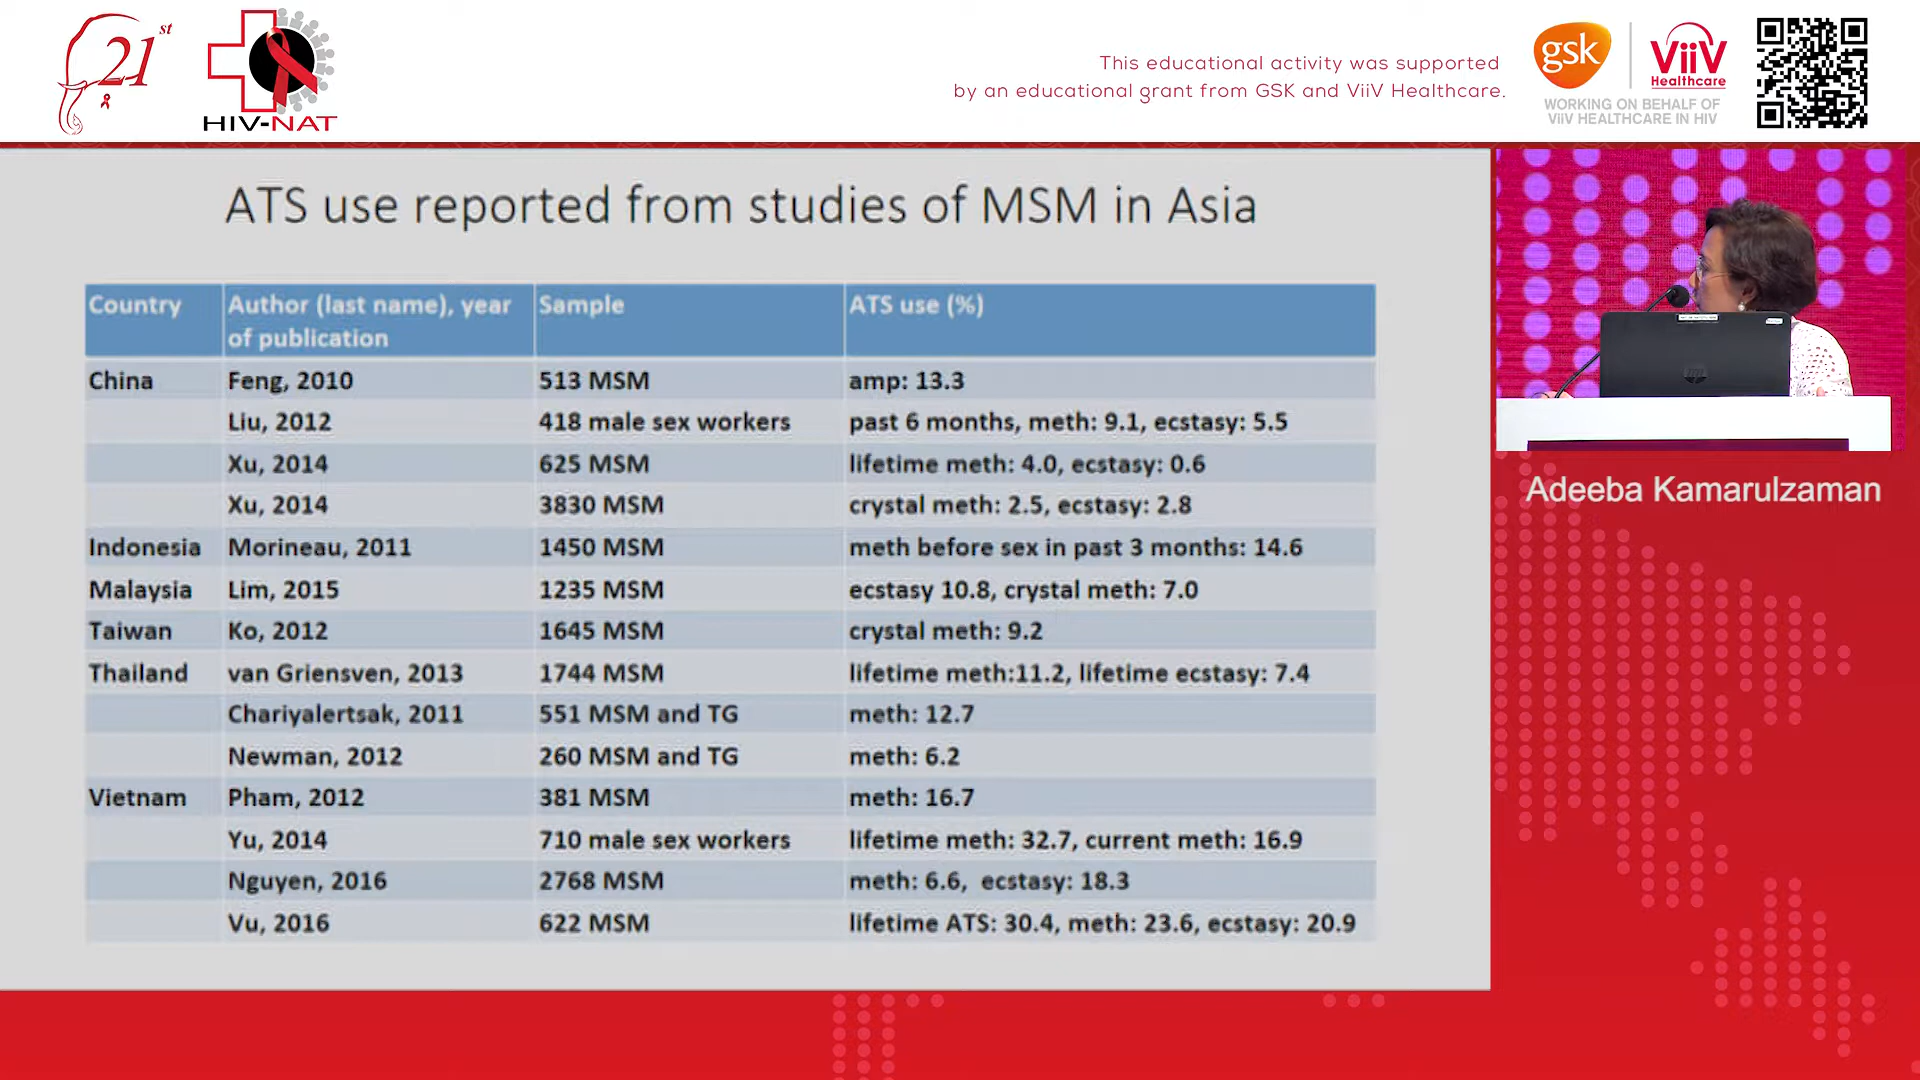 21st
HIV-NAT
This educational activity was supported
by an educational grant from GSK and ViiV Healthcare.
gsk
ViiV
Healthcare
WORKING ON BEHALF OF
ViiV HEALTHCARE IN HIV
ATS use reported from studies of MSM in Asia
Country Author (last name), year of publication Sample ATS use (%)
China Feng, 2010 513 MSM amp: 13.3
Liu, 2012 418 male sex workers past 6 months, meth: 9.1, ecstasy: 5.5
Xu, 2014 625 MSM lifetime meth: 4.0, ecstasy: 0.6
Xu, 2014 3830 MSM crystal meth: 2.5, ecstasy: 2.8
Indonesia Morineau, 2011 1450 MSM meth before sex in past 3 months: 14.6
Malaysia Lim, 2015 1235 MSM ecstasy 10.8, crystal meth: 7.0
Taiwan Ko, 2012 1645 MSM crystal meth: 9.2
Thailand van Griensven, 2013 1744 MSM lifetime meth:11.2, lifetime ecstasy: 7.4
Chariyalertsak, 2011 551 MSM and TG meth: 12.7
Newman, 2012 260 MSM and TG meth: 6.2
Vietnam Pham, 2012 381 MSM meth: 16.7
Yu, 2014 710 male sex workers lifetime meth: 32.7, current meth: 16.9
Nguyen, 2016 2768 MSM meth: 6.6, ecstasy: 18.3
Vu, 2016 622 MSM lifetime ATS: 30.4, meth: 23.6, ecstasy: 20.9
hp
Adeeba Kamarulzaman